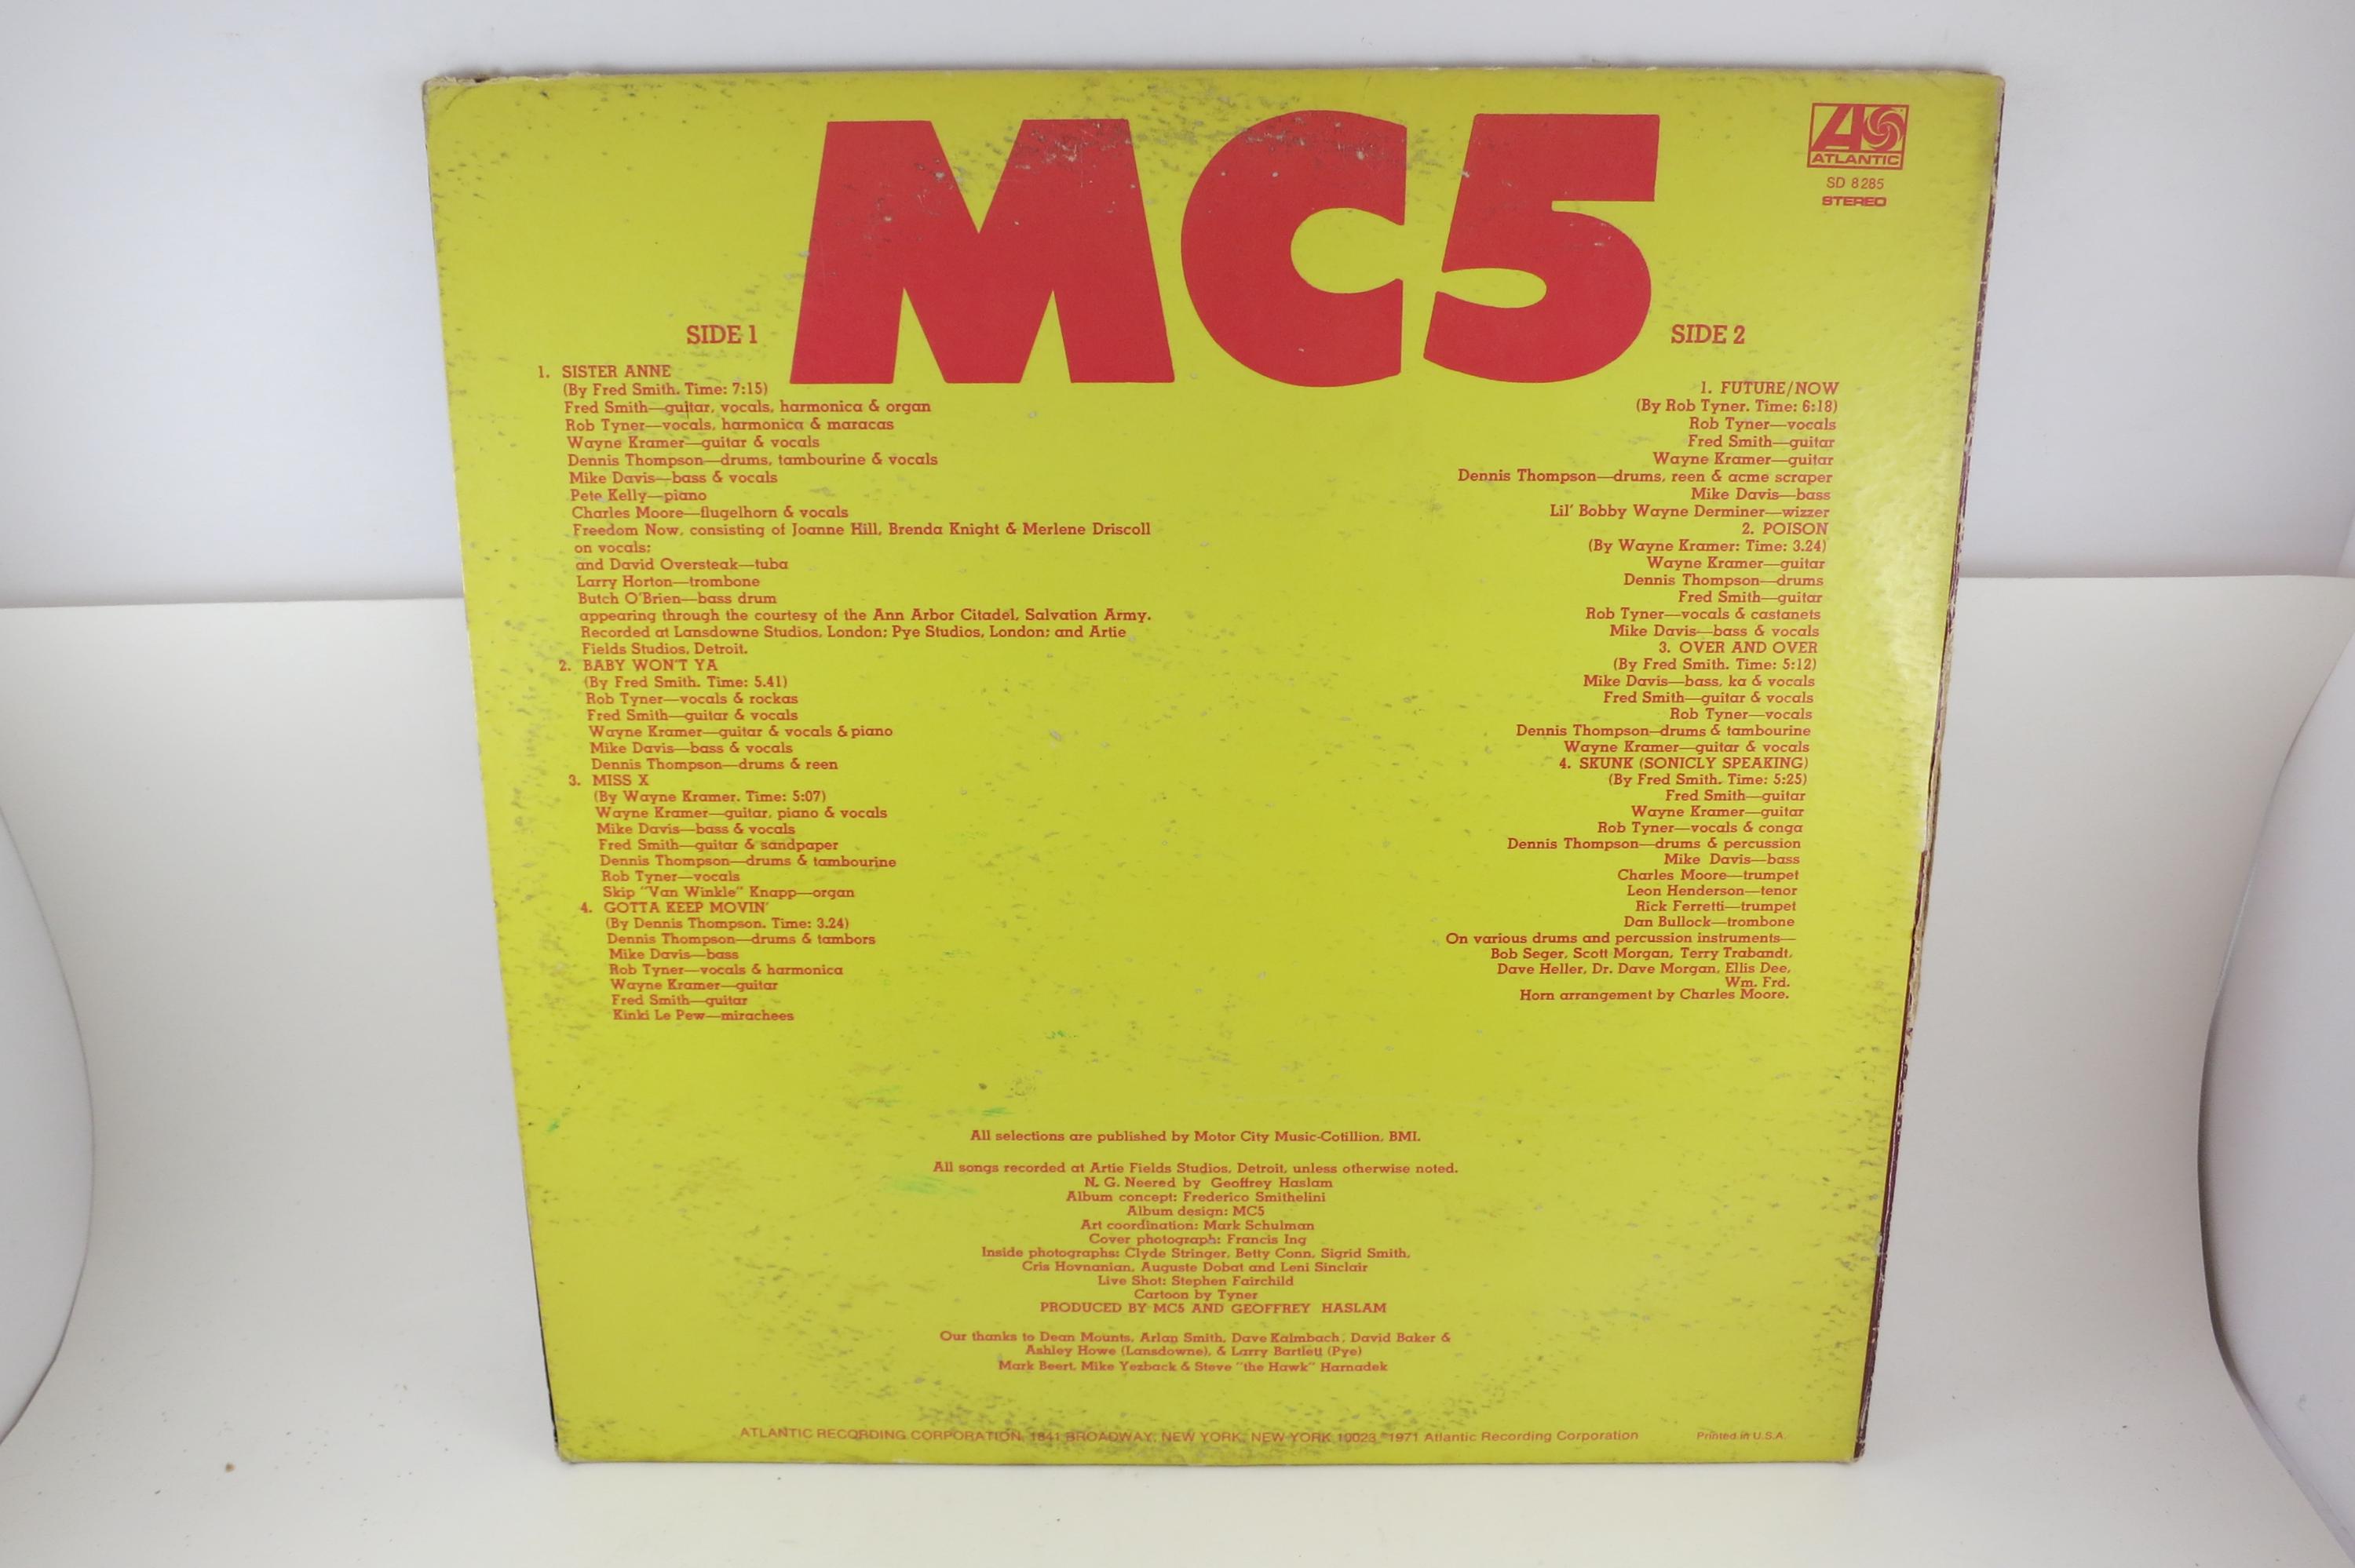 MC5
ATLANTIC
SD 8285
STEREO
SIDE 1
1. SISTER ANNE
(By Fred Smith. Time: 7:15)
Fred Smith—guitar, vocals, harmonica & organ
Rob Tyner—vocals, harmonica & maracas
Wayne Kramer—guitar & vocals
Dennis Thompson—drums, tambourine & vocals
Mike Davis—bass & vocals
Pete Kelly—piano
Charles Moore—flugelhorn & vocals
Freedom Now, consisting of Joanne Hill, Brenda Knight & Merlene Driscoll
on vocals;
and David Oversteak—tuba
Larry Horton—trombone
Butch O'Brien—bass drum
appearing through the courtesy of the Ann Arbor Citadel, Salvation Army.
Recorded at Lansdowne Studios, London; Pye Studios, London; and Artie
Fields Studios, Detroit.
2. BABY WON'T YA
(By Fred Smith. Time: 5.41)
Rob Tyner—vocals & rockas
Fred Smith—guitar & vocals
Wayne Kramer—guitar & vocals & piano
Mike Davis—bass & vocals
Dennis Thompson—drums & reen
3. MISS X
(By Wayne Kramer. Time: 5:07)
Wayne Kramer—guitar, piano & vocals
Mike Davis—bass & vocals
Fred Smith—guitar & sandpaper
Dennis Thompson—drums & tambourine
Rob Tyner—vocals
Skip "Van Winkle" Knapp—organ
4. GOTTA KEEP MOVIN'
(By Dennis Thompson. Time: 3.24)
Dennis Thompson—drums & tambors
Mike Davis—bass
Rob Tyner—vocals & harmonica
Wayne Kramer—guitar
Fred Smith—guitar
Kinki Le Pew—mirachees
SIDE 2
1. FUTURE/NOW
(By Rob Tyner. Time: 6:18)
Rob Tyner—vocals
Fred Smith—guitar
Wayne Kramer—guitar
Dennis Thompson—drums, reen & acme scraper
Mike Davis—bass
Lil' Bobby Wayne Derminer—wizzer
2. POISON
(By Wayne Kramer: Time: 3.24)
Wayne Kramer—guitar
Dennis Thompson—drums
Fred Smith—guitar
Rob Tyner—vocals & castanets
Mike Davis—bass & vocals
3. OVER AND OVER
(By Fred Smith. Time: 5:12)
Mike Davis—bass, ka & vocals
Fred Smith—guitar & vocals
Rob Tyner—vocals
Dennis Thompson—drums & tambourine
Wayne Kramer—guitar & vocals
4. SKUNK (SONICLY SPEAKING)
(By Fred Smith. Time: 5:25)
Fred Smith—guitar
Wayne Kramer—guitar
Rob Tyner—vocals & conga
Dennis Thompson—drums & percussion
Mike Davis—bass
Charles Moore—trumpet
Leon Henderson—tenor
Rick Ferretti—trumpet
Dan Bullock—trombone
On various drums and percussion instruments—
Bob Seger, Scott Morgan, Terry Trabandt,
Dave Heller, Dr. Dave Morgan, Ellis Dee,
Wm. Frd.
Horn arrangement by Charles Moore.
All selections are published by Motor City Music-Cotillion, BMI.
All songs recorded at Artie Fields Studios, Detroit, unless otherwise noted.
N. G. Neered by Geoffrey Haslam
Album concept: Frederico Smithelini
Album design: MC5
Art coordination: Mark Schulman
Cover photograph: Francis Ing
Inside photographs: Clyde Stringer, Betty Conn, Sigrid Smith,
Cris Hovnanian, Auguste Dobat and Leni Sinclair
Live Shot: Stephen Fairchild
Cartoon by Tyner
PRODUCED BY MC5 AND GEOFFREY HASLAM
Our thanks to Dean Mounts, Arlan Smith, Dave Kalmbach, David Baker &
Ashley Howe (Lansdowne), & Larry Bartlett (Pye)
Mark Beert, Mike Yezback & Steve "the Hawk" Harnadek
ATLANTIC RECORDING CORPORATION, 1841 BROADWAY, NEW YORK, NEW YORK 10023 ©1971 Atlantic Recording Corporation
Printed in U.S.A.